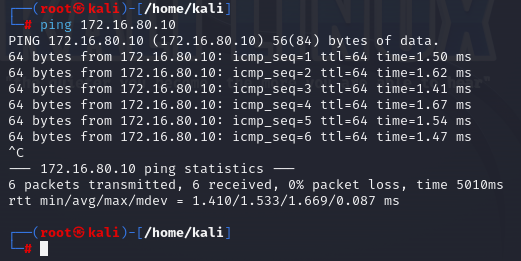 ┌──(root㉿kali)-[/home/kali]
└─# ping 172.16.80.10
PING 172.16.80.10 (172.16.80.10) 56(84) bytes of data.
64 bytes from 172.16.80.10: icmp_seq=1 ttl=64 time=1.50 ms
64 bytes from 172.16.80.10: icmp_seq=2 ttl=64 time=1.62 ms
64 bytes from 172.16.80.10: icmp_seq=3 ttl=64 time=1.41 ms
64 bytes from 172.16.80.10: icmp_seq=4 ttl=64 time=1.67 ms
64 bytes from 172.16.80.10: icmp_seq=5 ttl=64 time=1.54 ms
64 bytes from 172.16.80.10: icmp_seq=6 ttl=64 time=1.47 ms
^C
--- 172.16.80.10 ping statistics ---
6 packets transmitted, 6 received, 0% packet loss, time 5010ms
rtt min/avg/max/mdev = 1.410/1.533/1.669/0.087 ms
┌──(root㉿kali)-[/home/kali]
└─#